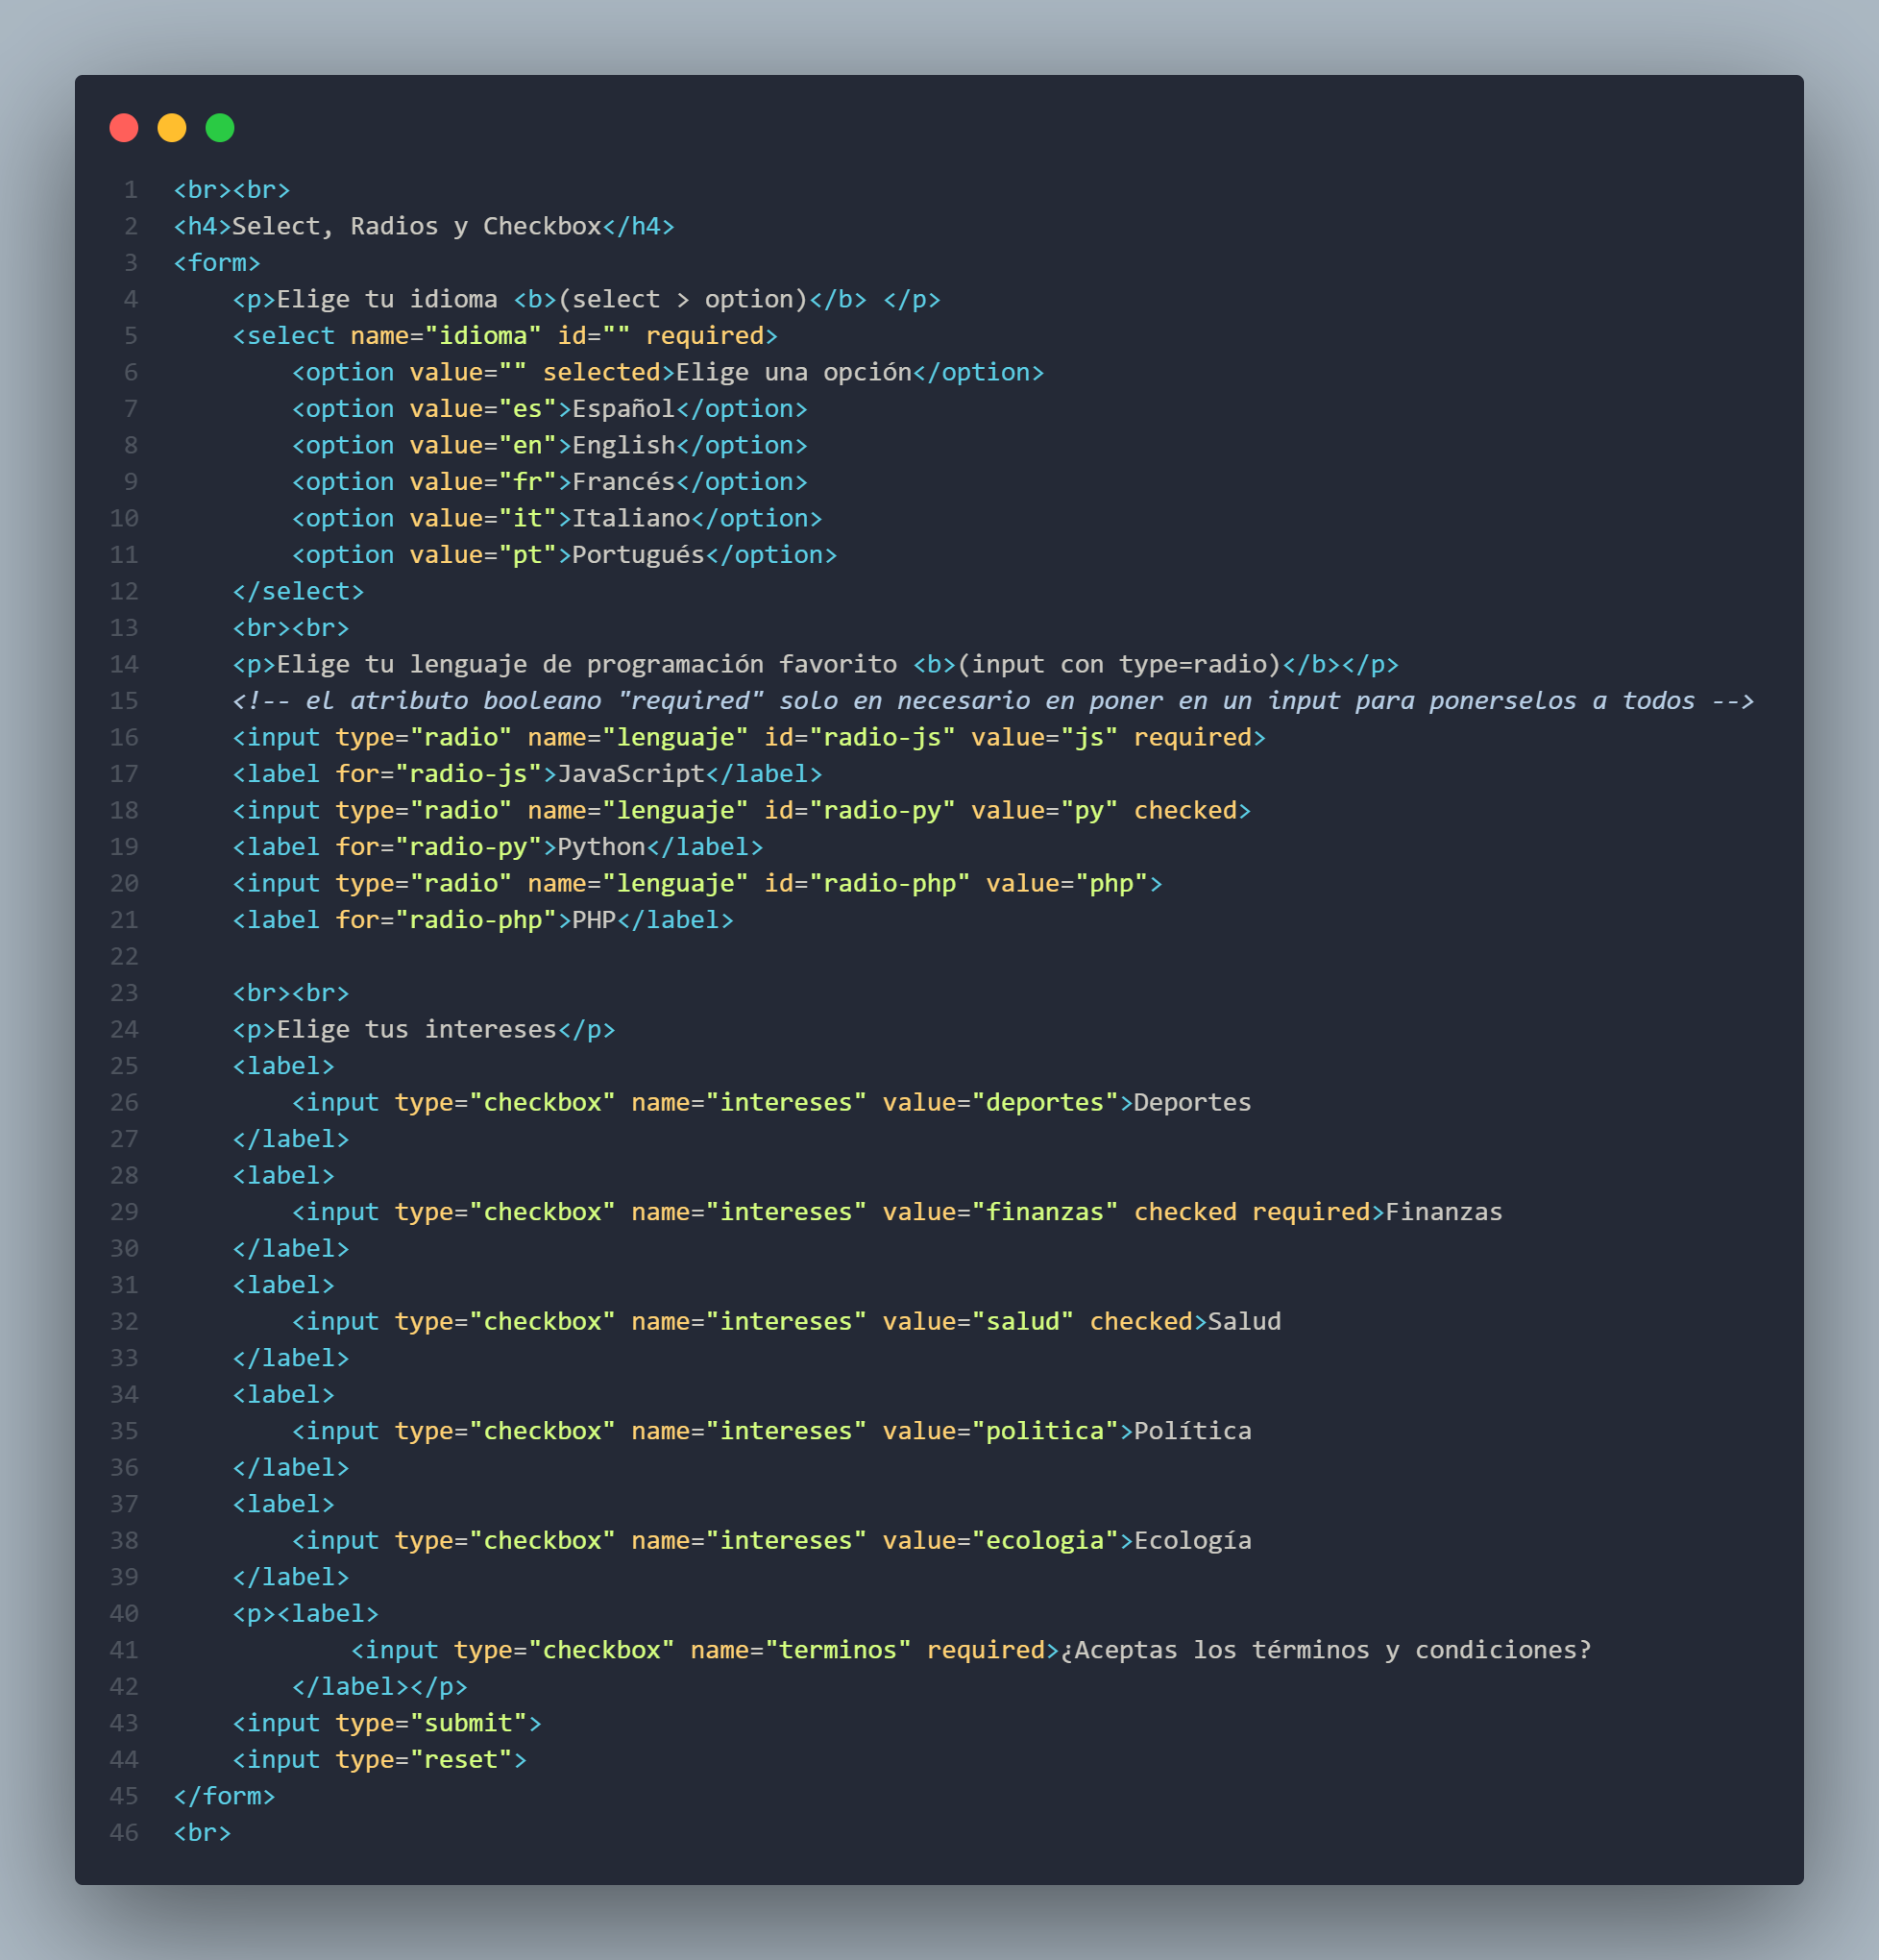 1 <br><br>
2 <h4>Select, Radios y Checkbox</h4>
3 <form>
4     <p>Elige tu idioma <b>(select > option)</b> </p>
5     <select name="idioma" id="" required>
6         <option value="" selected>Elige una opción</option>
7         <option value="es">Español</option>
8         <option value="en">English</option>
9         <option value="fr">Francés</option>
10         <option value="it">Italiano</option>
11         <option value="pt">Portugués</option>
12     </select>
13     <br><br>
14     <p>Elige tu lenguaje de programación favorito <b>(input con type=radio)</b></p>
15     <!-- el atributo booleano "required" solo en necesario en poner en un input para ponerselos a todos -->
16     <input type="radio" name="lenguaje" id="radio-js" value="js" required>
17     <label for="radio-js">JavaScript</label>
18     <input type="radio" name="lenguaje" id="radio-py" value="py" checked>
19     <label for="radio-py">Python</label>
20     <input type="radio" name="lenguaje" id="radio-php" value="php">
21     <label for="radio-php">PHP</label>
22
23     <br><br>
24     <p>Elige tus intereses</p>
25     <label>
26         <input type="checkbox" name="intereses" value="deportes">Deportes
27     </label>
28     <label>
29         <input type="checkbox" name="intereses" value="finanzas" checked required>Finanzas
30     </label>
31     <label>
32         <input type="checkbox" name="intereses" value="salud" checked>Salud
33     </label>
34     <label>
35         <input type="checkbox" name="intereses" value="politica">Política
36     </label>
37     <label>
38         <input type="checkbox" name="intereses" value="ecologia">Ecología
39     </label>
40     <p><label>
41             <input type="checkbox" name="terminos" required>¿Aceptas los términos y condiciones?
42         </label></p>
43     <input type="submit">
44     <input type="reset">
45 </form>
46 <br>